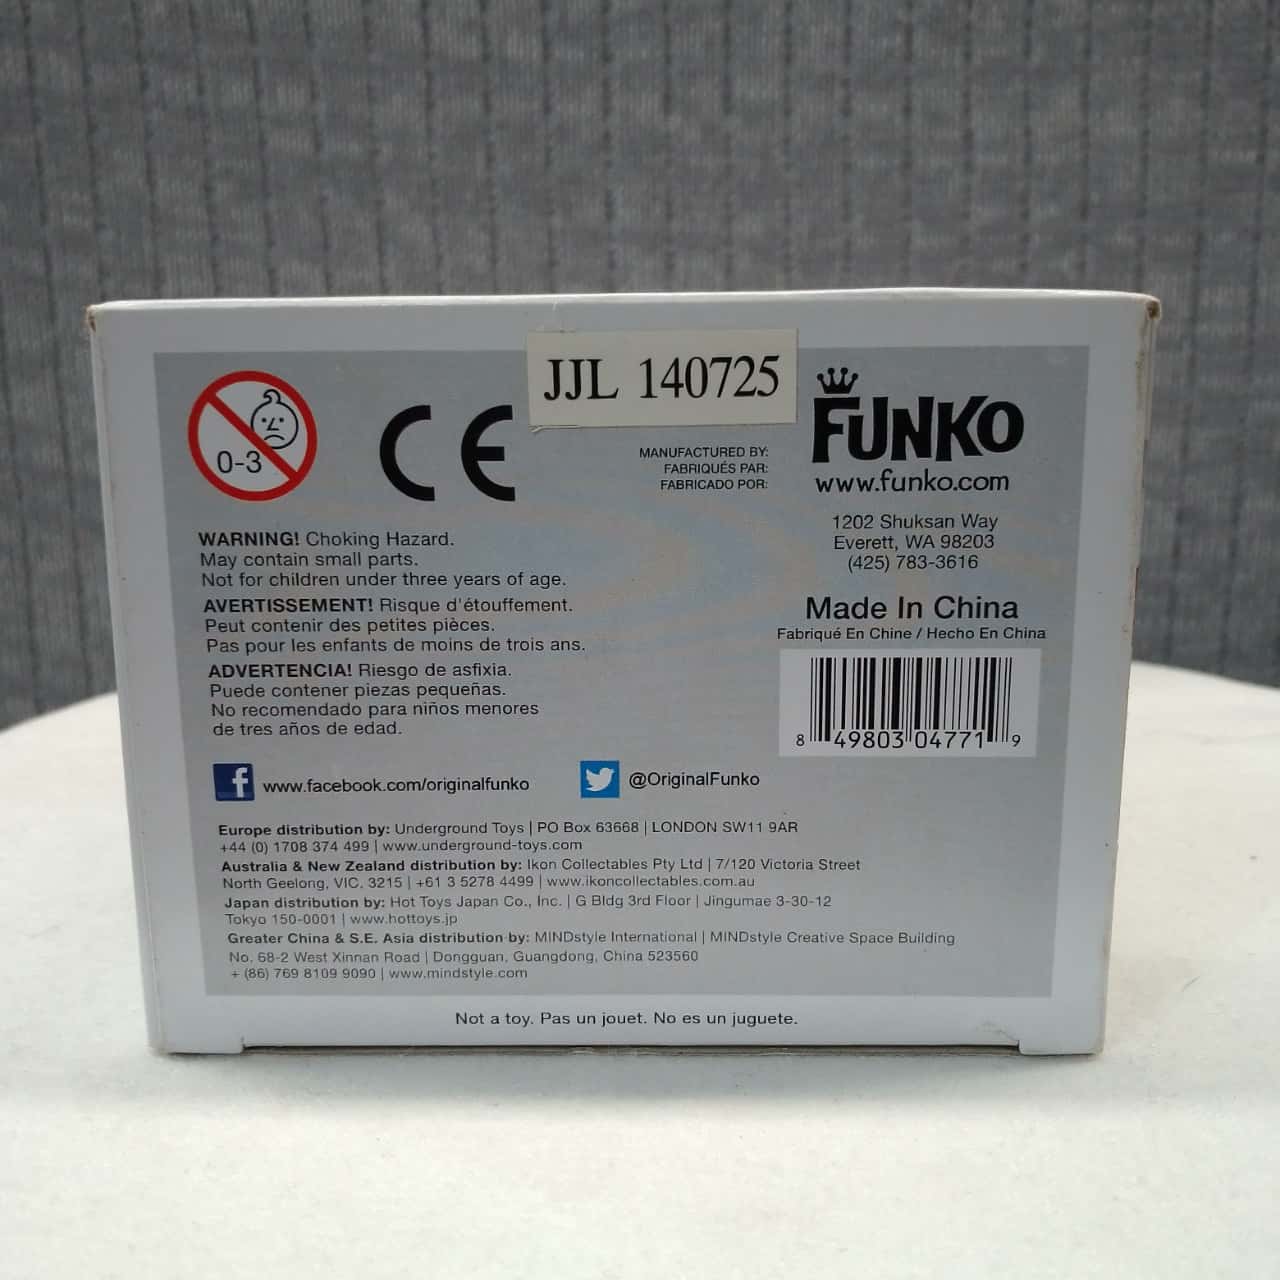 JJL 140725
0-3
CE
MANUFACTURED BY:
FABRIQUÉS PAR:
FABRICADO POR:
FUNKO
www.funko.com
1202 Shuksan Way
Everett, WA 98203
(425) 783-3616
Made In China
Fabriqué En Chine / Hecho En China
8 49803 04771 9
WARNING! Choking Hazard.
May contain small parts.
Not for children under three years of age.
AVERTISSEMENT! Risque d'étouffement.
Peut contenir des petites pièces.
Pas pour les enfants de moins de trois ans.
ADVERTENCIA! Riesgo de asfixia.
Puede contener piezas pequeñas.
No recomendado para niños menores
de tres años de edad.
f www.facebook.com/originalfunko
@OriginalFunko
Europe distribution by: Underground Toys | PO Box 63668 | LONDON SW11 9AR
+44 (0) 1708 374 499 | www.underground-toys.com
Australia & New Zealand distribution by: Ikon Collectables Pty Ltd | 7/120 Victoria Street
North Geelong, VIC. 3215 | +61 3 5278 4499 | www.ikoncollectables.com.au
Japan distribution by: Hot Toys Japan Co., Inc. | G Bldg 3rd Floor | Jingumae 3-30-12
Tokyo 150-0001 | www.hottoys.jp
Greater China & S.E. Asia distribution by: MINDstyle International | MINDstyle Creative Space Building
No. 68-2 West Xinnan Road | Dongguan, Guangdong, China 523560
+ (86) 769 8109 9090 | www.mindstyle.com
Not a toy. Pas un jouet. No es un juguete.